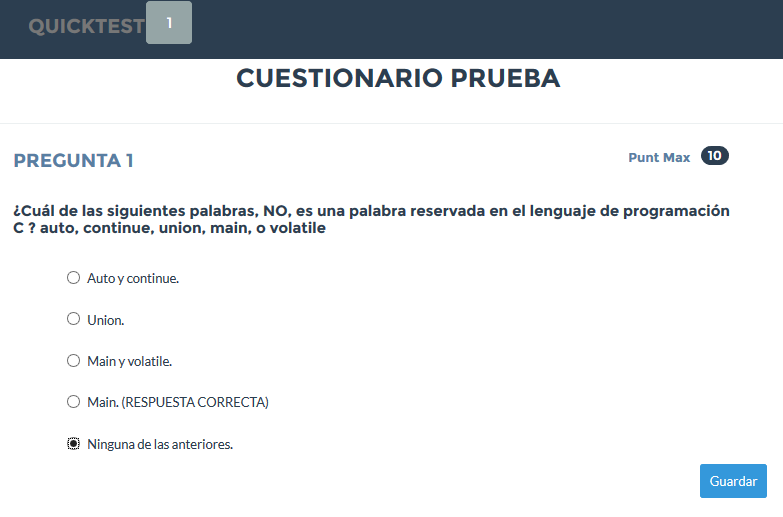 QUICKTEST 1
CUESTIONARIO PRUEBA
PREGUNTA 1
Punt Max 10
¿Cuál de las siguientes palabras, NO, es una palabra reservada en el lenguaje de programación
C ? auto, continue, union, main, o volatile
Auto y continue.
Union.
Main y volatile.
Main. (RESPUESTA CORRECTA)
Ninguna de las anteriores.
Guardar